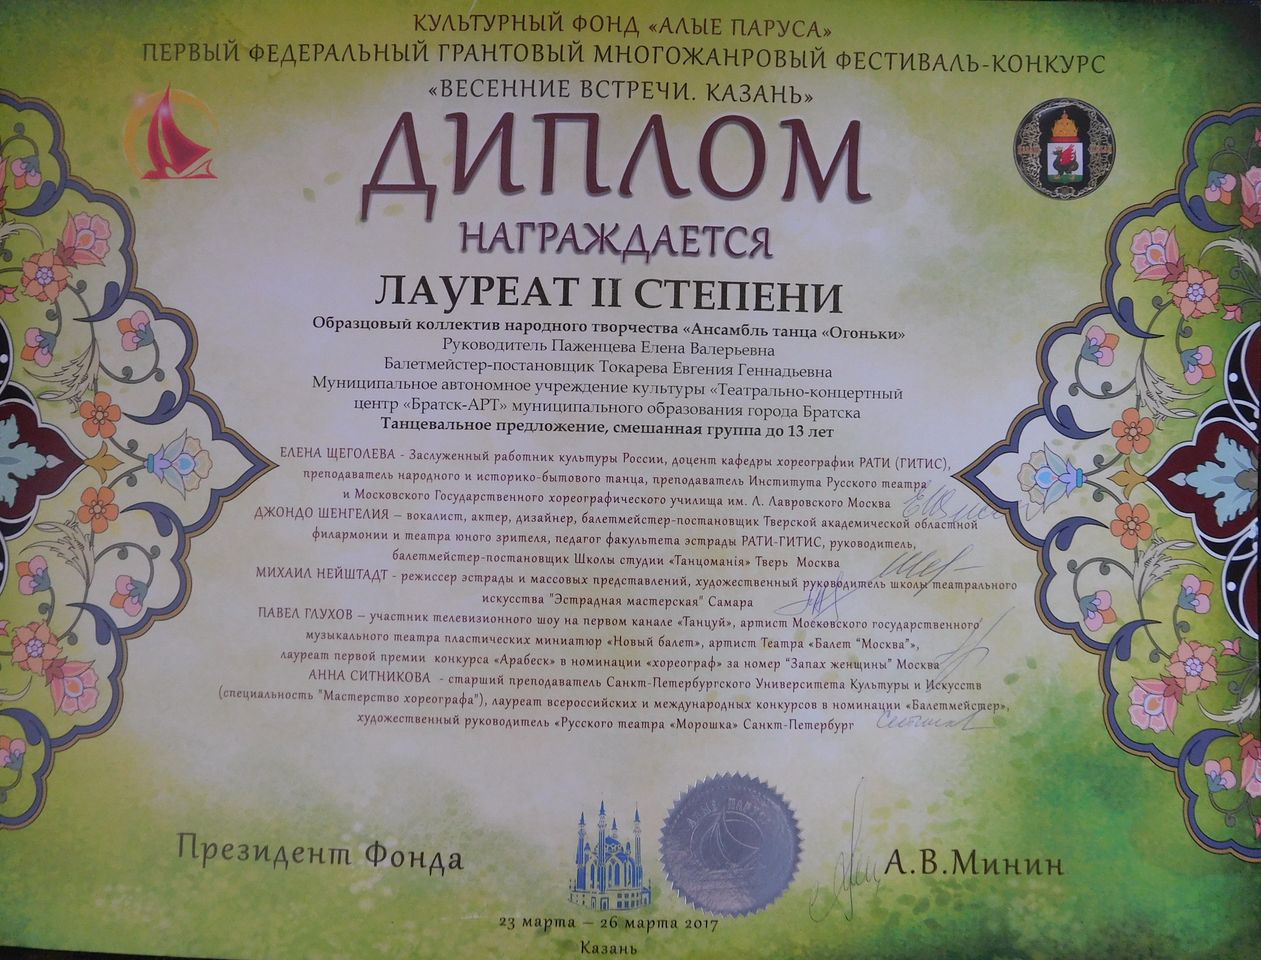 КУЛЬТУРНЫЙ ФОНД «АЛЫЕ ПАРУСА»
ПЕРВЫЙ ФЕДЕРАЛЬНЫЙ ГРАНТОВЫЙ МНОГОЖАНРОВЫЙ ФЕСТИВАЛЬ-КОНКУРС
«ВЕСЕННИЕ ВСТРЕЧИ. КАЗАНЬ»
ДИПЛОМ
НАГРАЖДАЕТСЯ
ЛАУРЕАТ II СТЕПЕНИ
Образцовый коллектив народного творчества «Ансамбль танца «Огоньки»
Руководитель Паженцева Елена Валерьевна
Балетмейстер-постановщик Токарева Евгения Геннадьевна
Муниципальное автономное учреждение культуры «Театрально-концертный
центр «Братск-АРТ» муниципального образования города Братска
Танцевальное предложение, смешанная группа до 13 лет
ЕЛЕНА ЩЕГОЛЕВА - Заслуженный работник культуры России, доцент кафедры хореографии РАТИ (ГИТИС),
преподаватель народного и историко-бытового танца, преподаватель Института Русского театра
и Московского Государственного хореографического училища им. Л. Лавровского Москва
ДЖОНДО ШЕНГЕЛИЯ – вокалист, актер, дизайнер, балетмейстер-постановщик Тверской академической областной
филармонии и театра юного зрителя, педагог факультета эстрады РАТИ-ГИТИС, руководитель,
балетмейстер-постановщик Школы студии «Танцоманiя» Тверь Москва
МИХАИЛ НЕЙШТАДТ - режиссер эстрады и массовых представлений, художественный руководитель школы театрального
искусства "Эстрадная мастерская" Самара
ПАВЕЛ ГЛУХОВ – участник телевизионного шоу на первом канале «Танцуй», артист Московского государственного
музыкального театра пластических миниатюр «Новый балет», артист Театра «Балет "Москва"»,
лауреат первой премии конкурса «Арабеск» в номинации «хореограф» за номер "Запах женщины" Москва
АННА СИТНИКОВА - старший преподаватель Санкт-Петербургского Университета Культуры и Искусств
(специальность "Мастерство хореографа"), лауреат всероссийских и международных конкурсов в номинации «Балетмейстер»,
художественный руководитель «Русского театра «Морошка» Санкт-Петербург
АЛЫЕ ПАРУСА
Президент Фонда
А.В.Минин
23 марта – 26 марта 2017
Казань